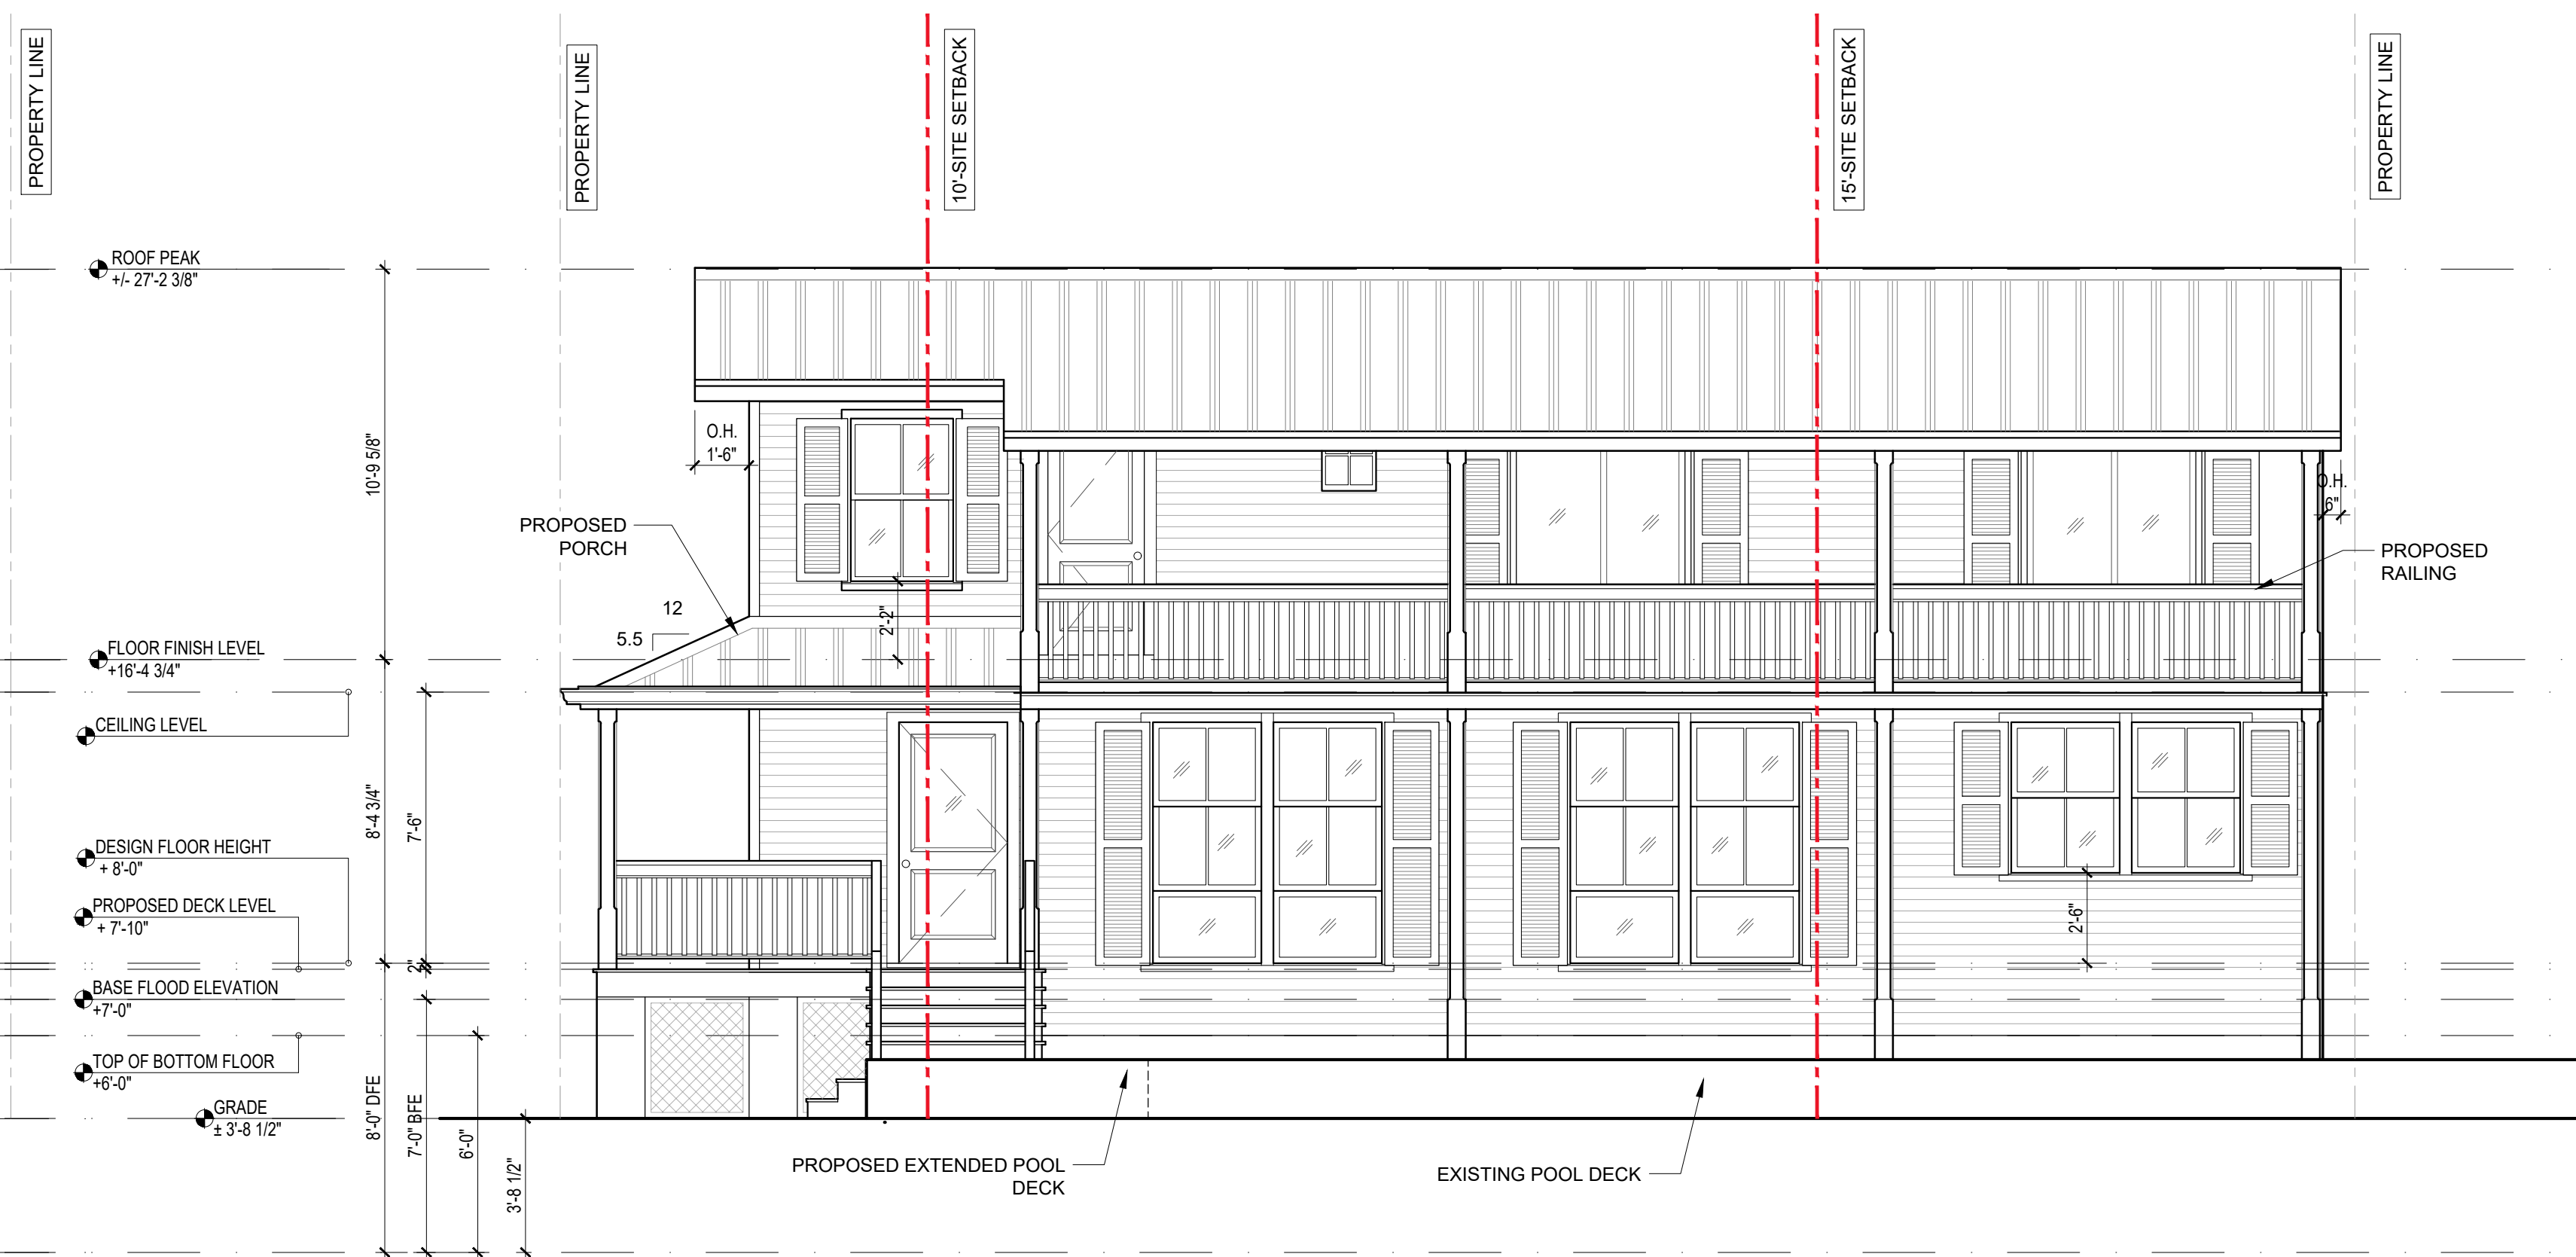 PROPERTY LINE
PROPERTY LINE
10'-SITE SETBACK
15'-SITE SETBACK
PROPERTY LINE
ROOF PEAK
+/- 27'-2 3/8"
10'-9 5/8"
O.H.
1'-6"
O.H.
6"
PROPOSED
PORCH
PROPOSED
RAILING
12
5.5
2'-2"
FLOOR FINISH LEVEL
+16'-4 3/4"
CEILING LEVEL
8'-4 3/4"
7'-6"
DESIGN FLOOR HEIGHT
+ 8'-0"
PROPOSED DECK LEVEL
+ 7'-10"
2'-6"
2"
BASE FLOOD ELEVATION
+7'-0"
TOP OF BOTTOM FLOOR
+6'-0"
GRADE
± 3'-8 1/2"
8'-0" DFE
7'-0" BFE
6'-0"
3'-8 1/2"
PROPOSED EXTENDED POOL
DECK
EXISTING POOL DECK